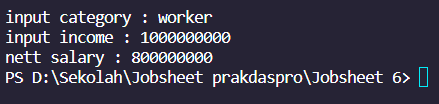 input category : worker
input income : 1000000000
nett salary : 800000000
PS D:\Sekolah\Jobsheet prakdaspro\Jobsheet 6>